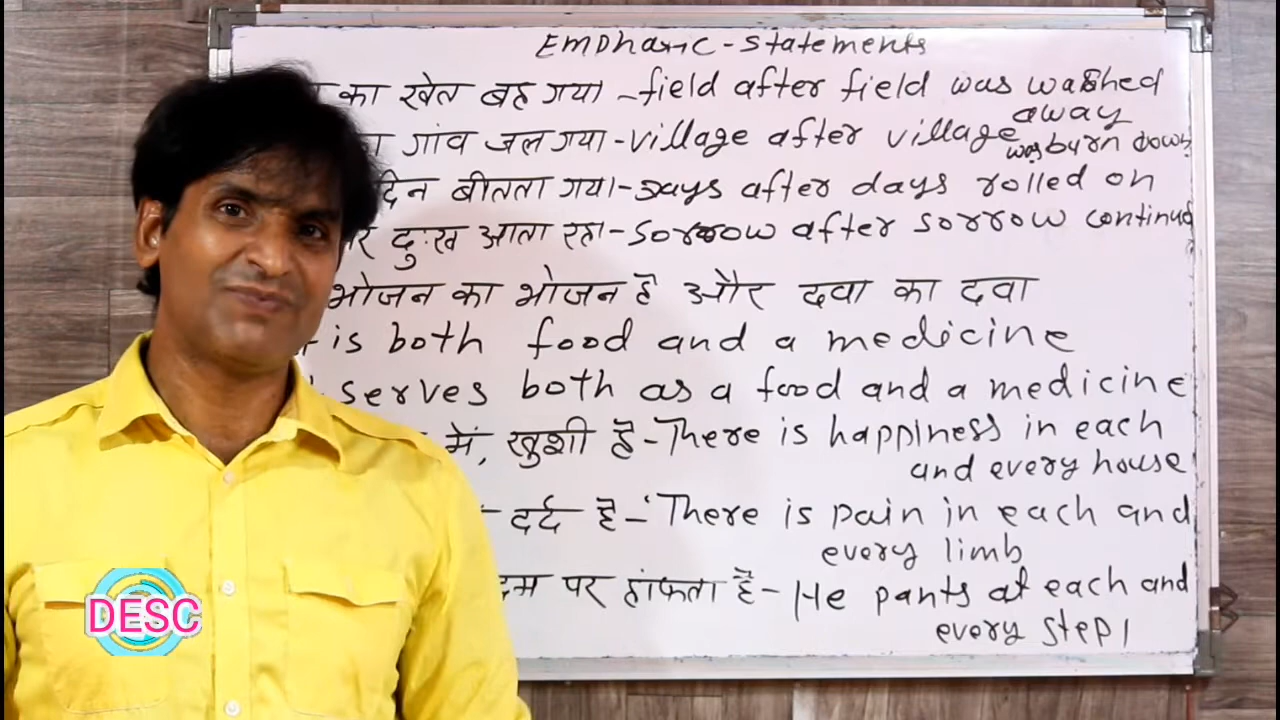 Emphatic-Statements
का खेत बह गया -field after field was washed
away
गांव जल गया-village after village
was burn down
दिन बीतता गया-Days after days rolled on
दुःख आता रहा-sorrow after sorrow continued
भोजन का भोजन है और दवा का दवा
is both food and a medicine
serves both as a food and a medicine
में, खुशी है-There is happiness in each
and every house
दर्द है-'There is pain in each and
every limb
पर हांफता है-He pants at each and
every step।
DESC